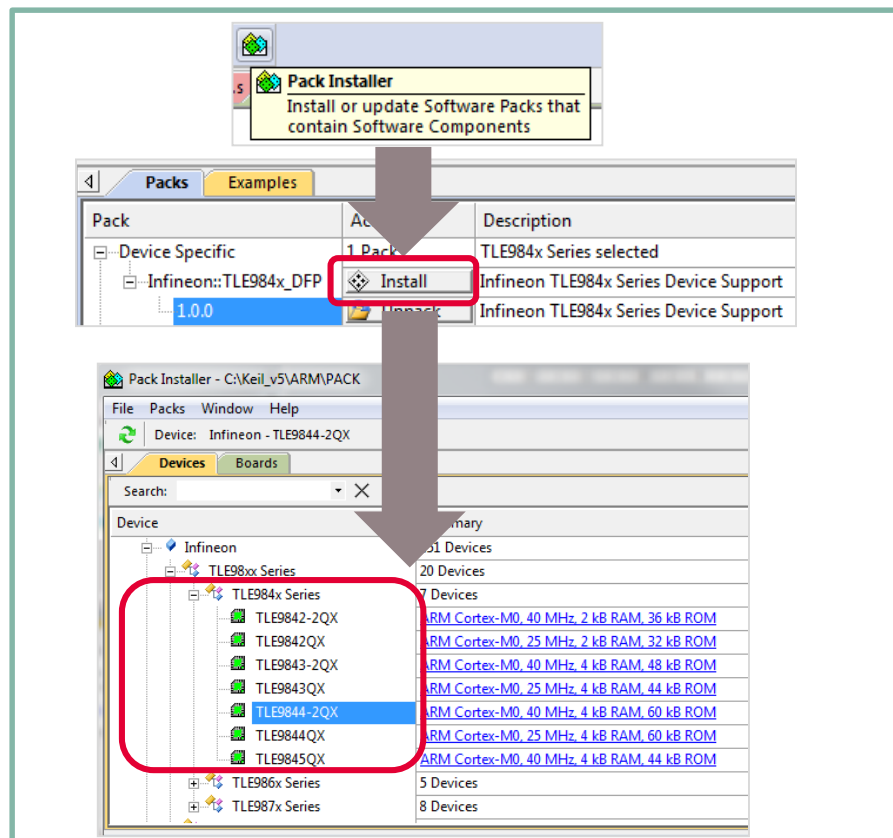 s
Pack Installer
Install or update Software Packs that
contain Software Components
Packs Examples
Pack Description
Device Specific 1 Pack TLE984x Series selected
Infineon::TLE984x_DFP Install Infineon TLE984x Series Device Support
1.0.0 Unpack Infineon TLE984x Series Device Support
Pack Installer - C:\Keil_v5\ARM\PACK
File Packs Window Help
Device: Infineon - TLE9844-2QX
Devices Boards
Search:
Device
Infineon 51 Devices
TLE98xx Series 20 Devices
TLE984x Series 7 Devices
TLE9842-2QX ARM Cortex-M0, 40 MHz, 2 kB RAM, 36 kB ROM
TLE9842QX ARM Cortex-M0, 25 MHz, 2 kB RAM, 32 kB ROM
TLE9843-2QX ARM Cortex-M0, 40 MHz, 4 kB RAM, 48 kB ROM
TLE9843QX ARM Cortex-M0, 25 MHz, 4 kB RAM, 44 kB ROM
TLE9844-2QX ARM Cortex-M0, 40 MHz, 4 kB RAM, 60 kB ROM
TLE9844QX ARM Cortex-M0, 25 MHz, 4 kB RAM, 60 kB ROM
TLE9845QX ARM Cortex-M0, 40 MHz, 4 kB RAM, 44 kB ROM
TLE986x Series 5 Devices
TLE987x Series 8 Devices